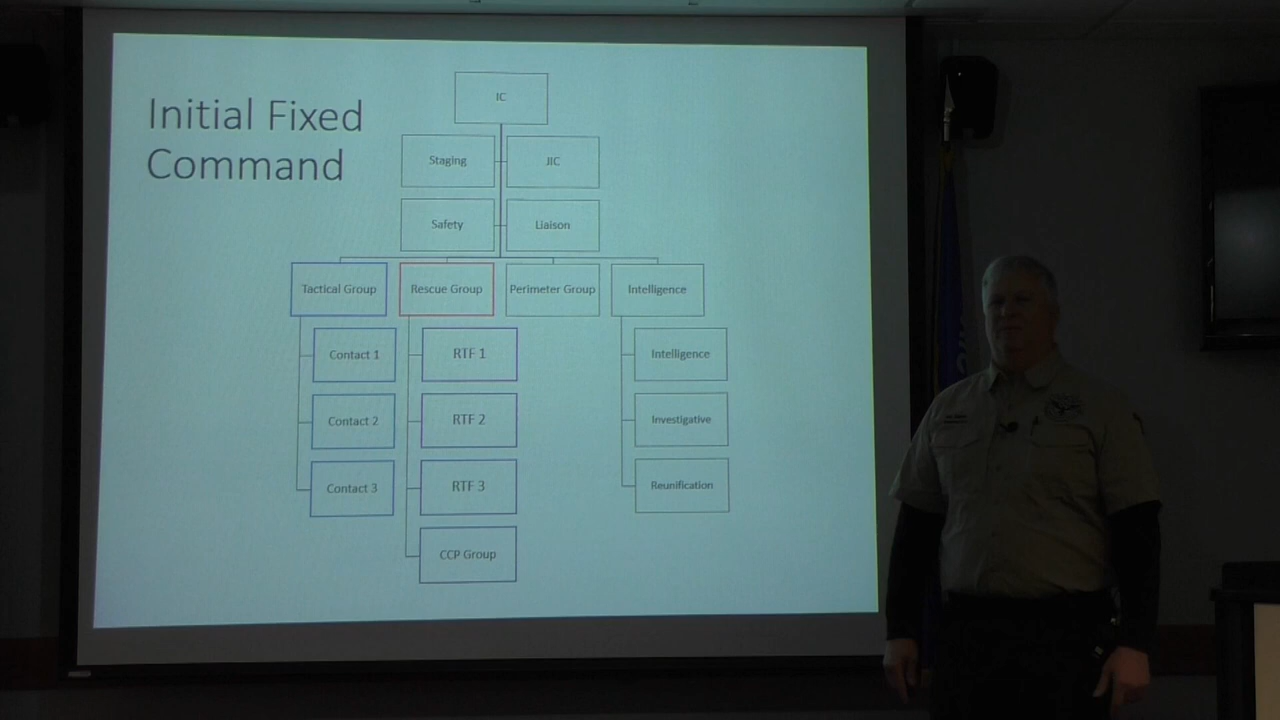 Initial Fixed
Command
IC
Staging
JIC
Safety
Liaison
Tactical Group
Rescue Group
Perimeter Group
Intelligence
Contact 1
RTF 1
Intelligence
Contact 2
RTF 2
Investigative
Contact 3
RTF 3
Reunification
CCP Group